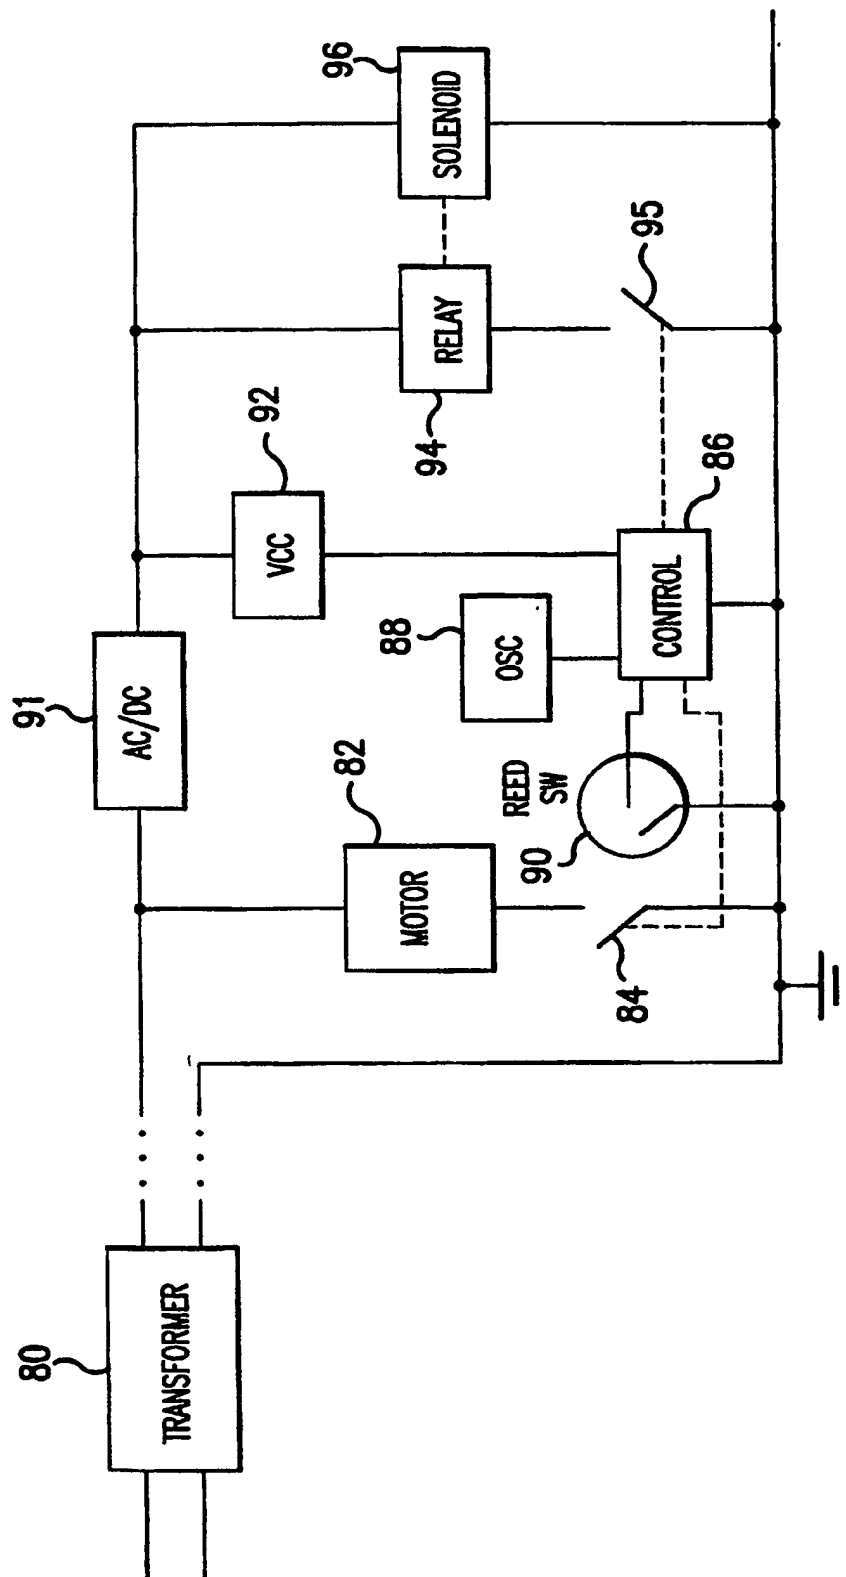 80
TRANSFORMER
91
AC/DC
82
MOTOR
84
REED
SW
90
88
OSC
92
VCC
CONTROL
86
94
RELAY
95
96
SOLENOID